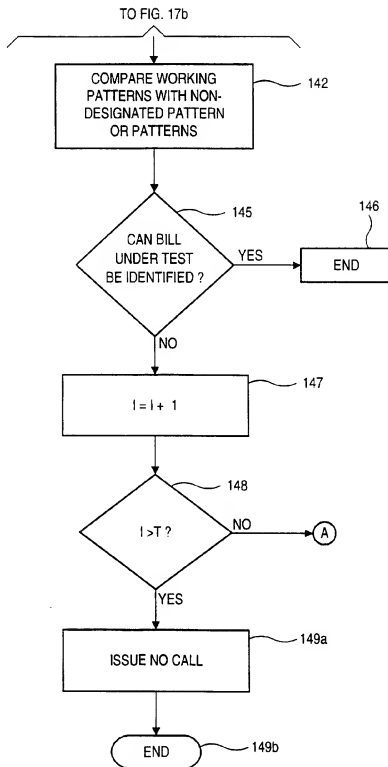 TO FIG. 17b
COMPARE WORKING
PATTERNS WITH NON-
DESIGNATED PATTERN
OR PATTERNS
142
145
146
CAN BILL
UNDER TEST
BE IDENTIFIED ?
YES
END
NO
147
I = I + 1
148
I >T ?
NO
A
YES
149a
ISSUE NO CALL
END
149b